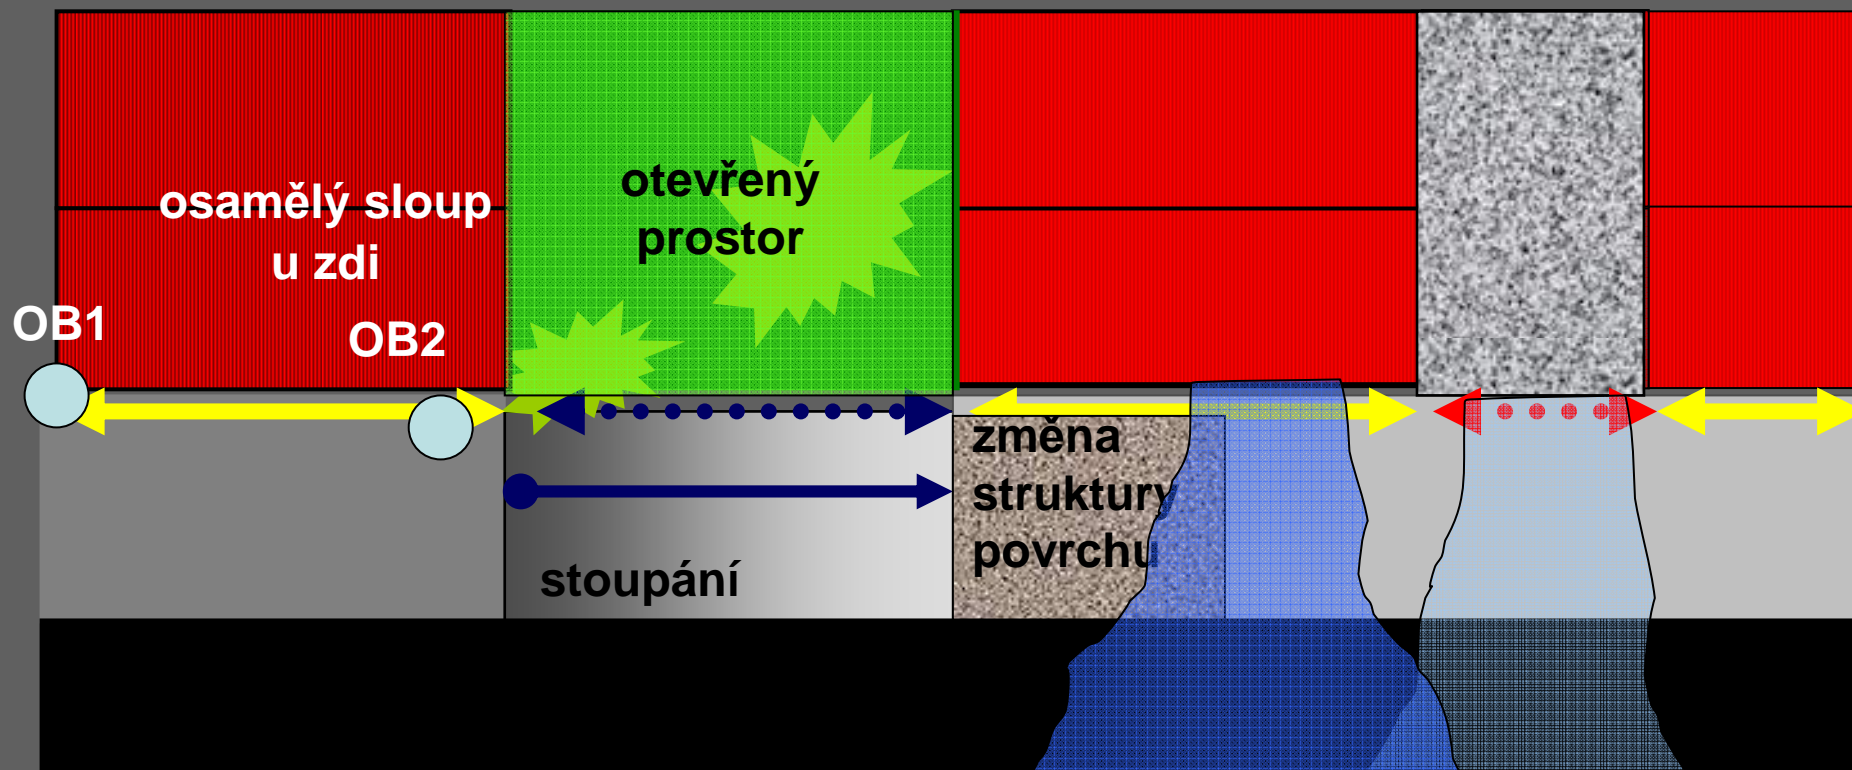 osamělý sloup
u zdi
OB1
OB2
otevřený
prostor
stoupání
změna
struktury
povrchu